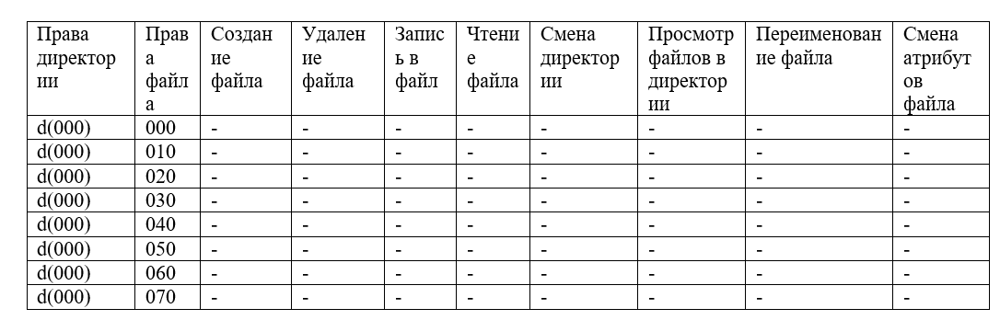 Права директории Права файла Создание файла Удаление файла Запись в файл Чтение файла Смена директории Просмотр файлов в директории Переименование файла Смена атрибутов файла
d(000) 000 - - - - - - - -
d(000) 010 - - - - - - - -
d(000) 020 - - - - - - - -
d(000) 030 - - - - - - - -
d(000) 040 - - - - - - - -
d(000) 050 - - - - - - - -
d(000) 060 - - - - - - - -
d(000) 070 - - - - - - - -